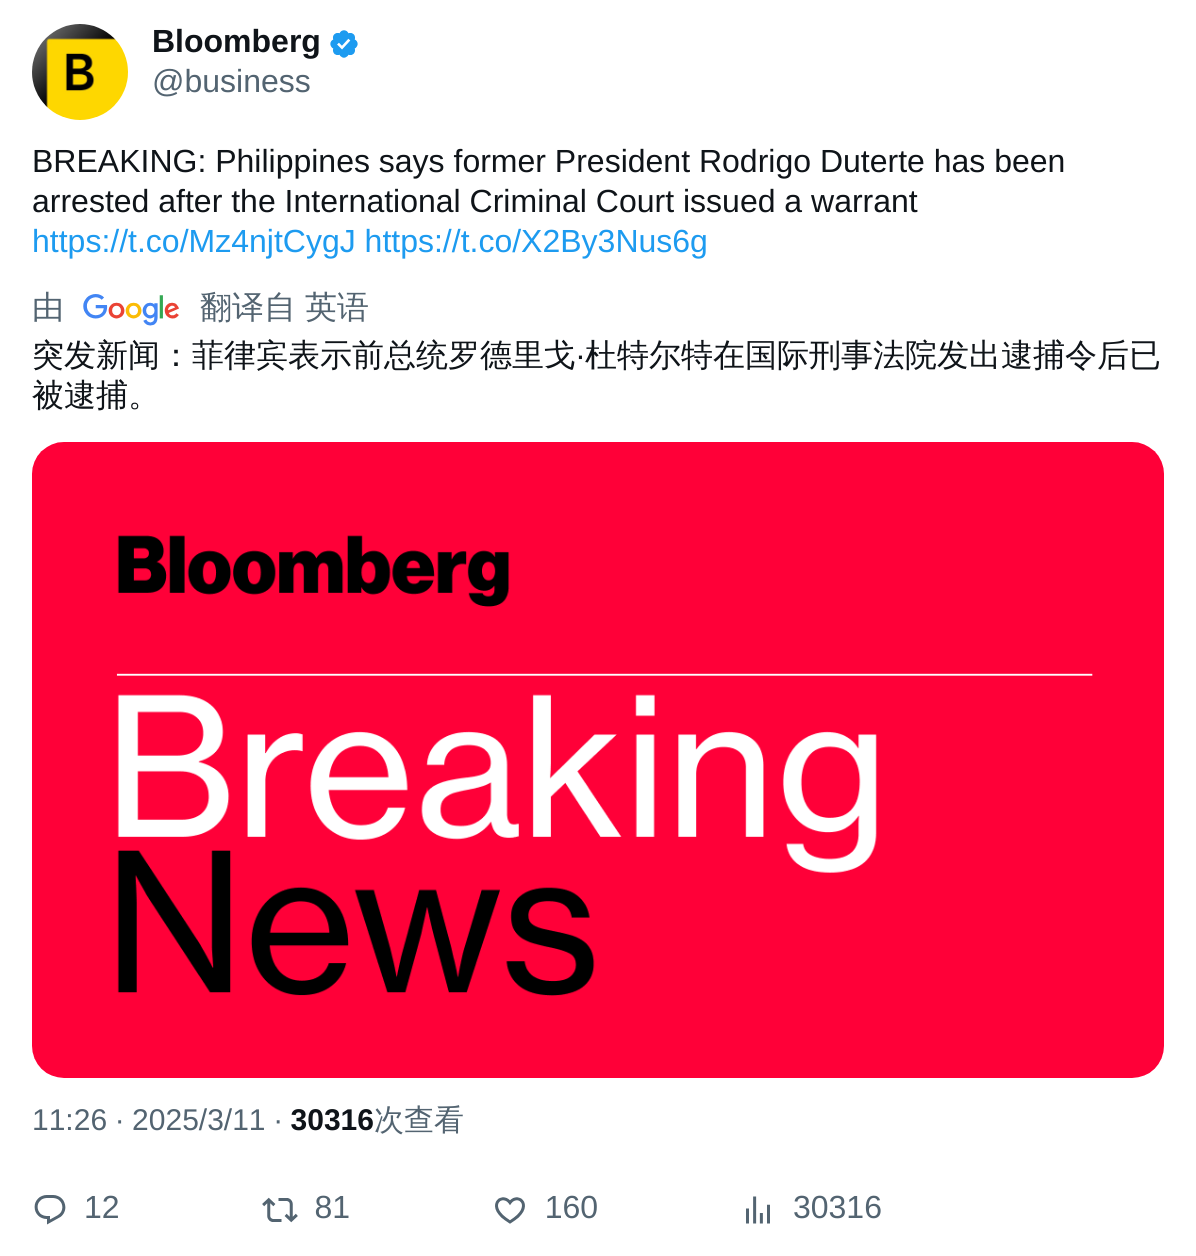 B
Bloomberg
@business
BREAKING: Philippines says former President Rodrigo Duterte has been
arrested after the International Criminal Court issued a warrant
https://t.co/Mz4njtCygJ https://t.co/X2By3Nus6g
由 Google 翻译自 英语
突发新闻：菲律宾表示前总统罗德里戈·杜特尔特在国际刑事法院发出逮捕令后已
被逮捕。
Bloomberg
Breaking
News
11:26 · 2025/3/11 · 30316次查看
12 81 160 30316